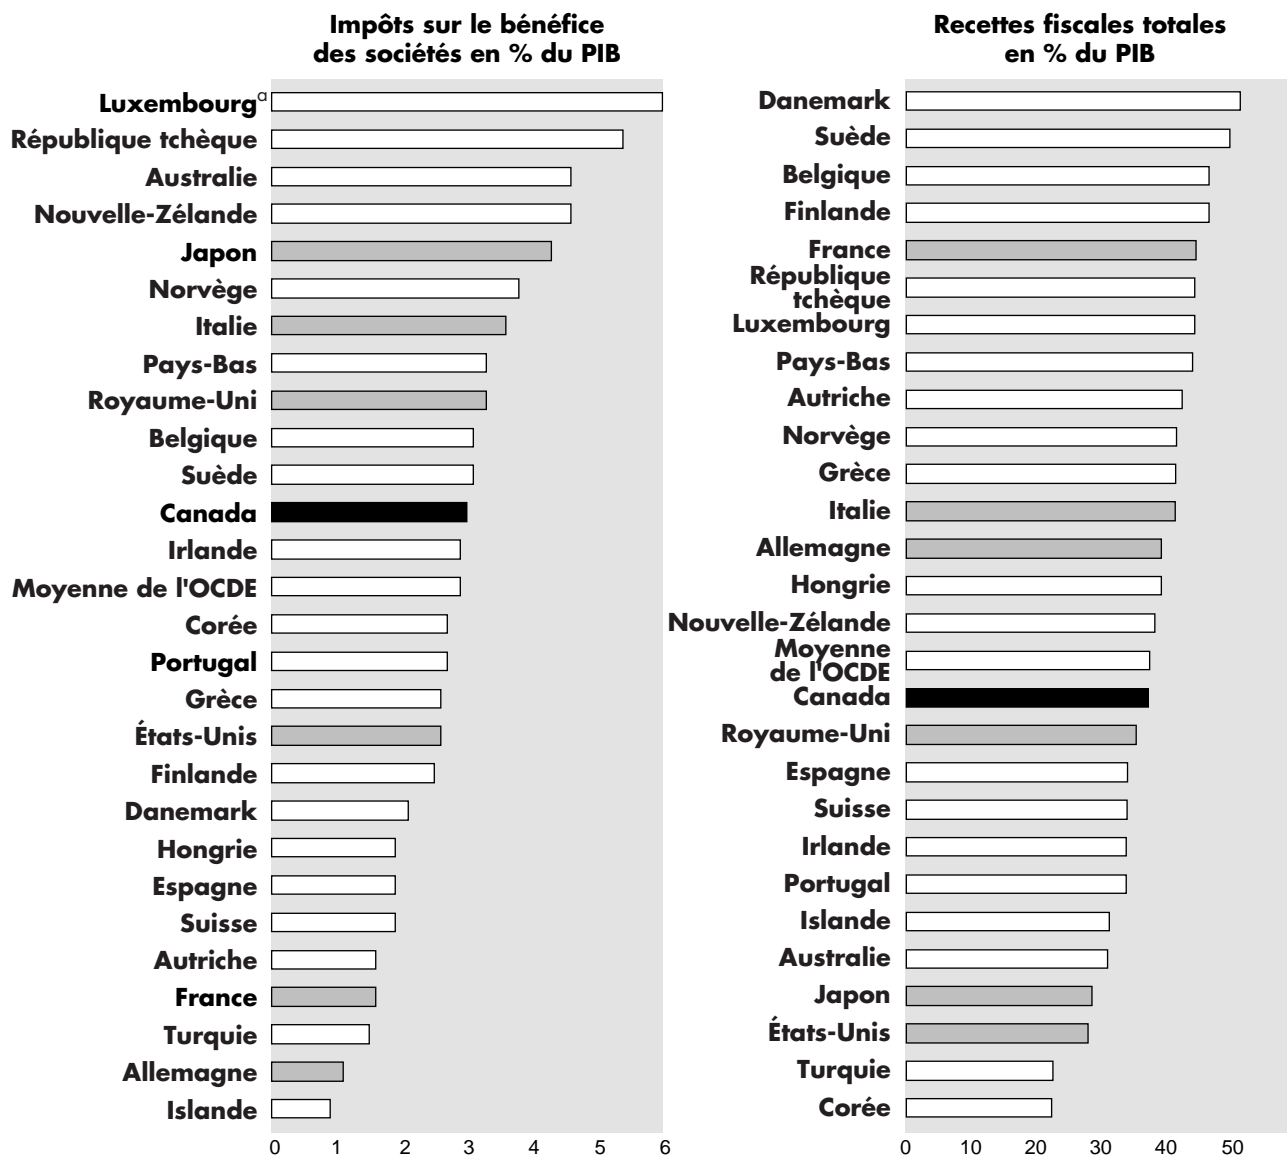 Impôts sur le bénéfice
des sociétés en % du PIB
Luxembourgᵃ
République tchèque
Australie
Nouvelle-Zélande
Japon
Norvège
Italie
Pays-Bas
Royaume-Uni
Belgique
Suède
Canada
Irlande
Moyenne de l'OCDE
Corée
Portugal
Grèce
États-Unis
Finlande
Danemark
Hongrie
Espagne
Suisse
Autriche
France
Turquie
Allemagne
Islande
0 1 2 3 4 5 6
Recettes fiscales totales
en % du PIB
Danemark
Suède
Belgique
Finlande
France
République
tchèque
Luxembourg
Pays-Bas
Autriche
Norvège
Grèce
Italie
Allemagne
Hongrie
Nouvelle-Zélande
Moyenne
de l'OCDE
Canada
Royaume-Uni
Espagne
Suisse
Irlande
Portugal
Islande
Australie
Japon
États-Unis
Turquie
Corée
0 10 20 30 40 50